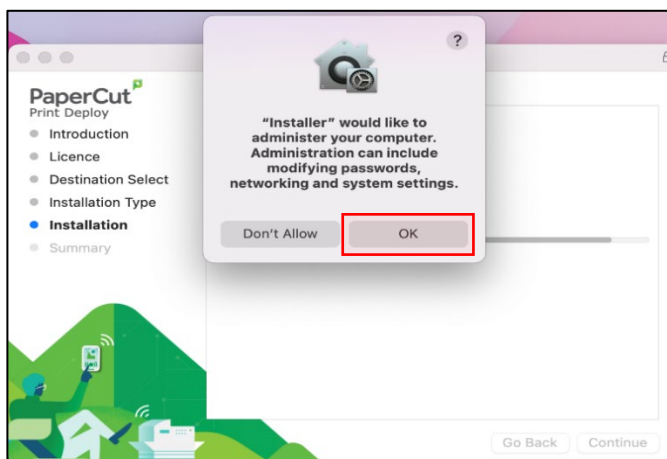 ?
PaperCut
Print Deploy
Introduction
Licence
Destination Select
Installation Type
Installation
Summary
"Installer" would like to
administer your computer.
Administration can include
modifying passwords,
networking and system settings.
Don't Allow
OK
Go Back
Continue